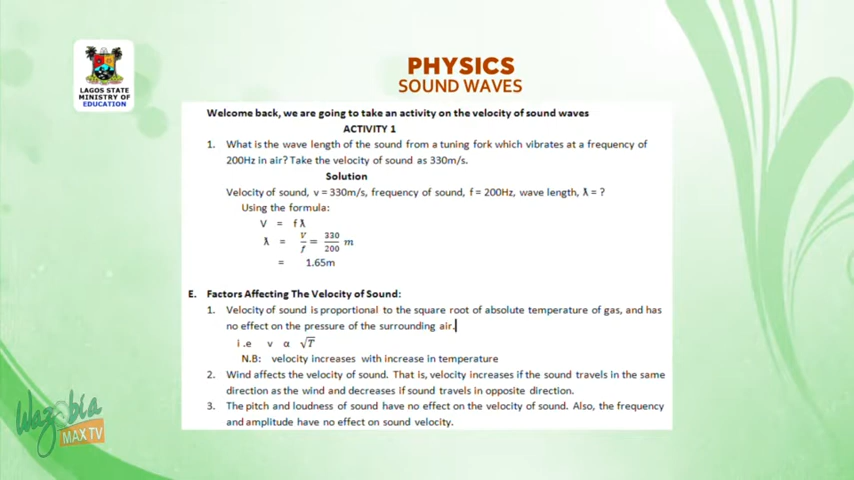 PHYSICS
SOUND WAVES
LAGOS STATE
MINISTRY OF
EDUCATION
Welcome back, we are going to take an activity on the velocity of sound waves
ACTIVITY 1
1. What is the wave length of the sound from a tuning fork which vibrates at a frequency of
200Hz in air? Take the velocity of sound as 330m/s.
Solution
Velocity of sound, v = 330m/s, frequency of sound, f = 200Hz, wave length, ƛ = ?
Using the formula:
V = f ƛ
ƛ = V/f = 330/200 m
= 1.65m
E. Factors Affecting The Velocity of Sound:
1. Velocity of sound is proportional to the square root of absolute temperature of gas, and has
no effect on the pressure of the surrounding air.
i.e v α √T
N.B: velocity increases with increase in temperature
2. Wind affects the velocity of sound. That is, velocity increases if the sound travels in the same
direction as the wind and decreases if sound travels in opposite direction.
3. The pitch and loudness of sound have no effect on the velocity of sound. Also, the frequency
and amplitude have no effect on sound velocity.
Wazobia
MAX TV